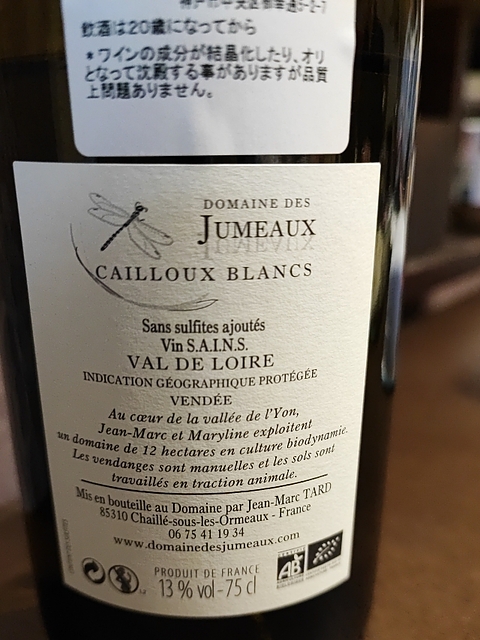 飲酒は20歳になってから
*ワインの成分が結晶化したり、オリ
となって沈殿する事がありますが品質
上問題ありません。
DOMAINE DES
JUMEAUX
CAILLOUX BLANCS
Sans sulfites ajoutés
Vin S.A.I.N.S.
VAL DE LOIRE
INDICATION GÉOGRAPHIQUE PROTÉGÉE
VENDÉE
Au cœur de la vallée de l'Yon,
Jean-Marc et Maryline exploitent
un domaine de 12 hectares en culture biodynamie.
Les vendanges sont manuelles et les sols sont
travaillés en traction animale.
Mis en bouteille au Domaine par Jean-Marc TARD
85310 Chaillé-sous-les-Ormeaux - France
06 75 41 19 34
www.domainedesjumeaux.com
PRODUIT DE FRANCE
13 % vol - 75 cl
CERTIFIÉ
AB